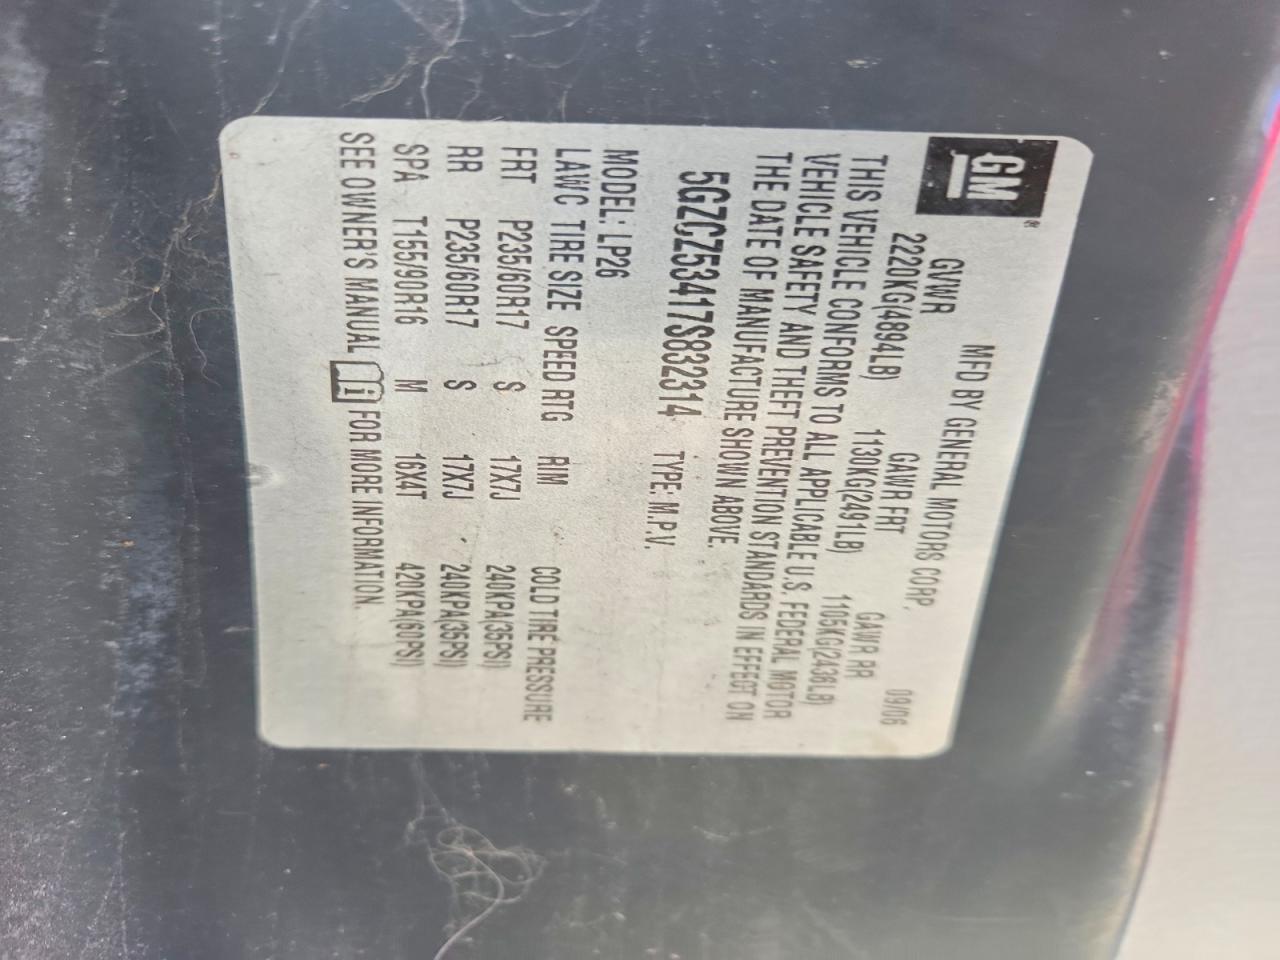 GM®
MFD BY GENERAL MOTORS CORP. 09/06
GVWR GAWR FRT GAWR RR
2220KG(4894LB) 1130KG(2491LB) 1105KG(2436LB)
THIS VEHICLE CONFORMS TO ALL APPLICABLE U.S. FEDERAL MOTOR
VEHICLE SAFETY AND THEFT PREVENTION STANDARDS IN EFFECT ON
THE DATE OF MANUFACTURE SHOWN ABOVE.
5GZCZ53417S832314 TYPE: M.P.V.
MODEL: LP26
LAWC TIRE SIZE SPEED RTG RIM COLD TIRE PRESSURE
FRT P235/60R17 S 17X7J 240KPA(35PSI)
RR P235/60R17 S 17X7J 240KPA(35PSI)
SPA T155/90R16 M 16X4T 420KPA(60PSI)
SEE OWNER'S MANUAL i FOR MORE INFORMATION.